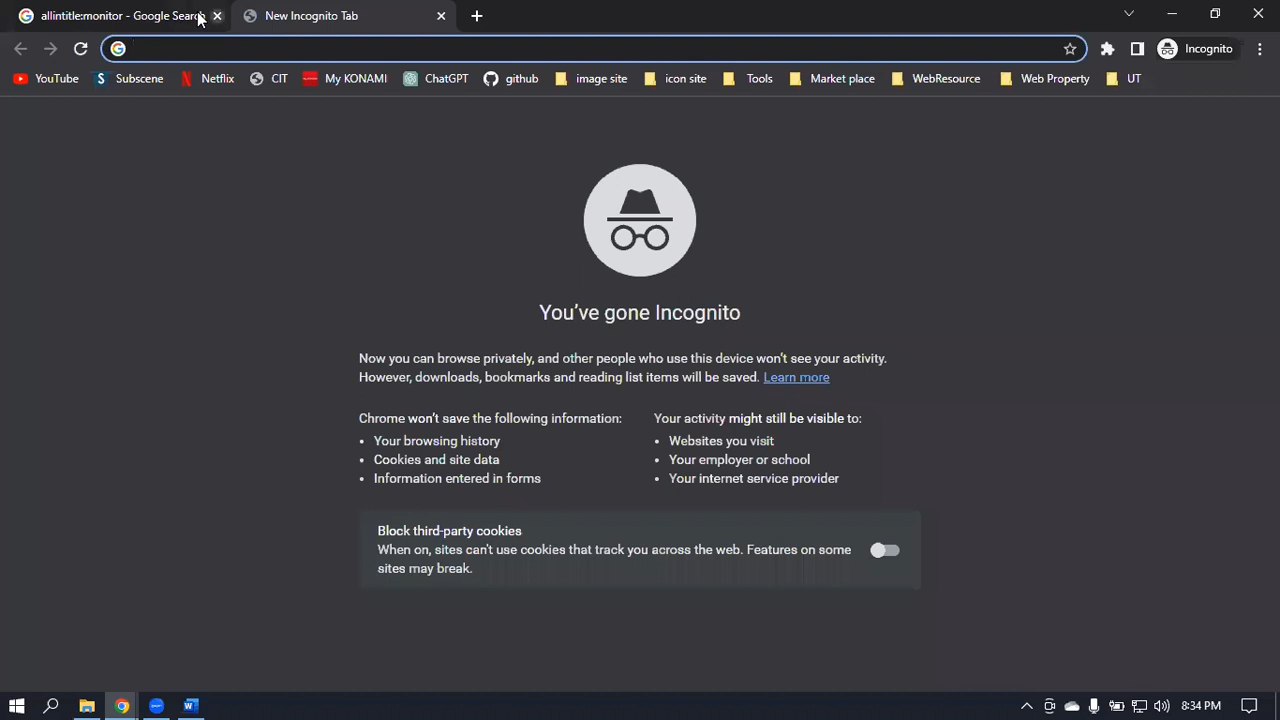 allintitle:monitor - Google Search
New Incognito Tab
Incognito
YouTube
Subscene
Netflix
CIT
My KONAMI
ChatGPT
github
image site
icon site
Tools
Market place
WebResource
Web Property
UT
You've gone Incognito
Now you can browse privately, and other people who use this device won't see your activity.
However, downloads, bookmarks and reading list items will be saved. Learn more
Chrome won't save the following information:
• Your browsing history
• Cookies and site data
• Information entered in forms
Your activity might still be visible to:
• Websites you visit
• Your employer or school
• Your internet service provider
Block third-party cookies
When on, sites can't use cookies that track you across the web. Features on some
sites may break.
8:34 PM